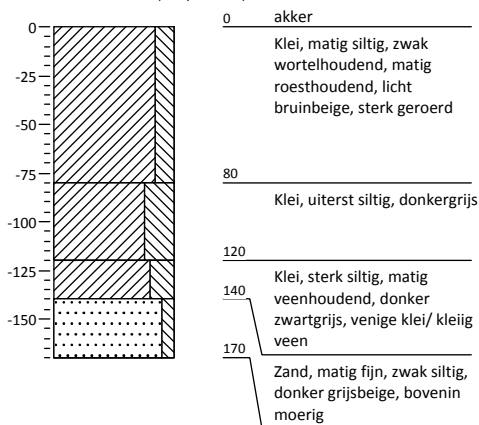 0
-25
-50
-75
-100
-125
-150
0 akker
Klei, matig siltig, zwak
wortelhoudend, matig
roesthoudend, licht
bruinbeige, sterk geroerd
80
Klei, uiterst siltig, donkergrijs
120
Klei, sterk siltig, matig
140
veenhoudend, donker
zwartgrijs, venige klei/ kleiig
veen
170
Zand, matig fijn, zwak siltig,
donker grijsbeige, bovenin
moerig